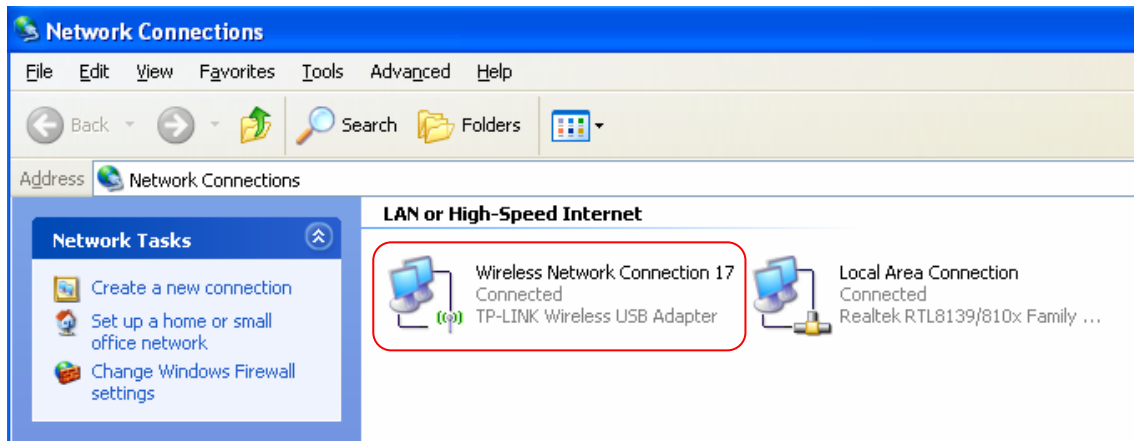 Network Connections
File Edit View Favorites Tools Advanced Help
Back Search Folders
Address Network Connections
LAN or High-Speed Internet
Network Tasks
Create a new connection
Set up a home or small
office network
Change Windows Firewall
settings
Wireless Network Connection 17
Connected
TP-LINK Wireless USB Adapter
Local Area Connection
Connected
Realtek RTL8139/810x Family ...